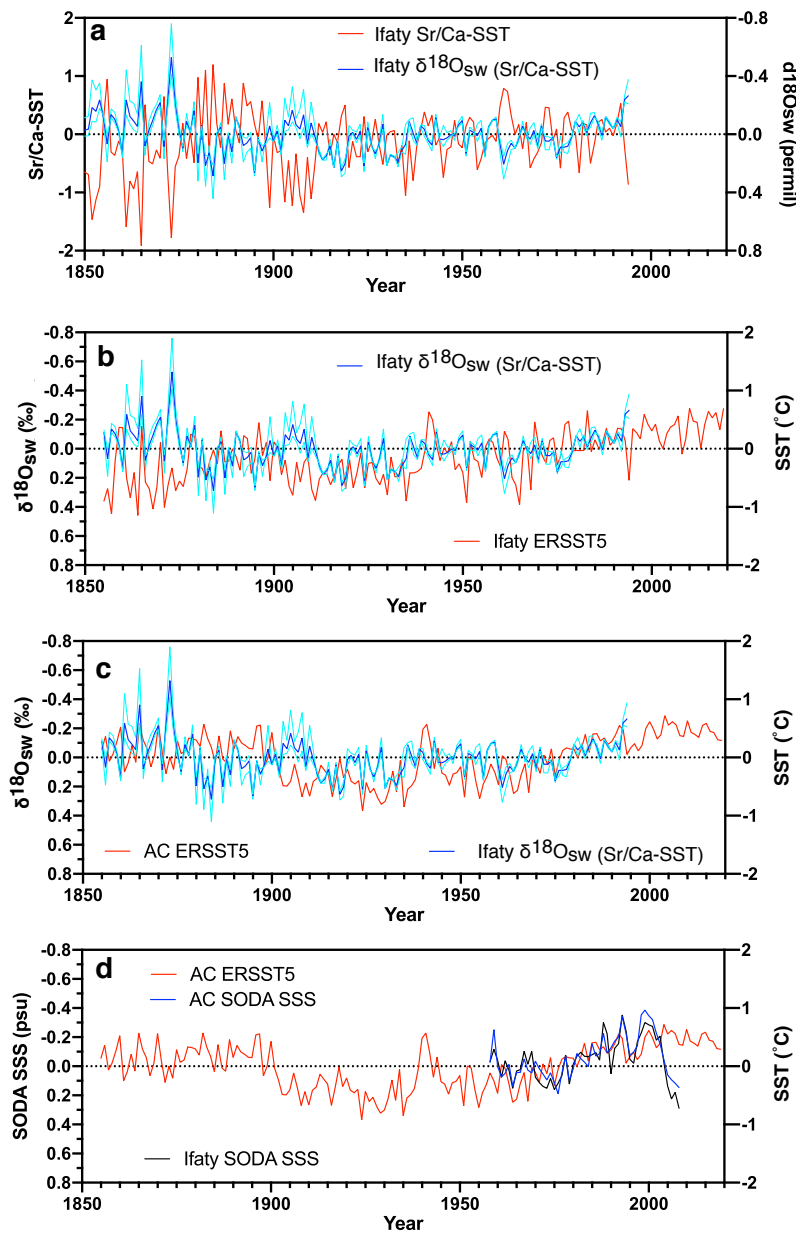 a
Ifaty Sr/Ca-SST
Ifaty δ18Osw (Sr/Ca-SST)
2
1
0
-1
-2
Sr/Ca-SST
-0.8
-0.4
0.0
0.4
0.8
d18Osw (permil)
1850
1900
1950
2000
Year
b
Ifaty δ18Osw (Sr/Ca-SST)
Ifaty ERSST5
-0.8
-0.6
-0.4
-0.2
0.0
0.2
0.4
0.6
0.8
δ18Osw (‰)
2
1
0
-1
-2
SST (°C)
1850
1900
1950
2000
Year
c
AC ERSST5
Ifaty δ18Osw (Sr/Ca-SST)
-0.8
-0.6
-0.4
-0.2
0.0
0.2
0.4
0.6
0.8
δ18Osw (‰)
2
1
0
-1
-2
SST (°C)
1850
1900
1950
2000
Year
d
AC ERSST5
AC SODA SSS
Ifaty SODA SSS
-0.8
-0.6
-0.4
-0.2
0.0
0.2
0.4
0.6
0.8
SODA SSS (psu)
2
1
0
-1
-2
SST (°C)
1850
1900
1950
2000
Year